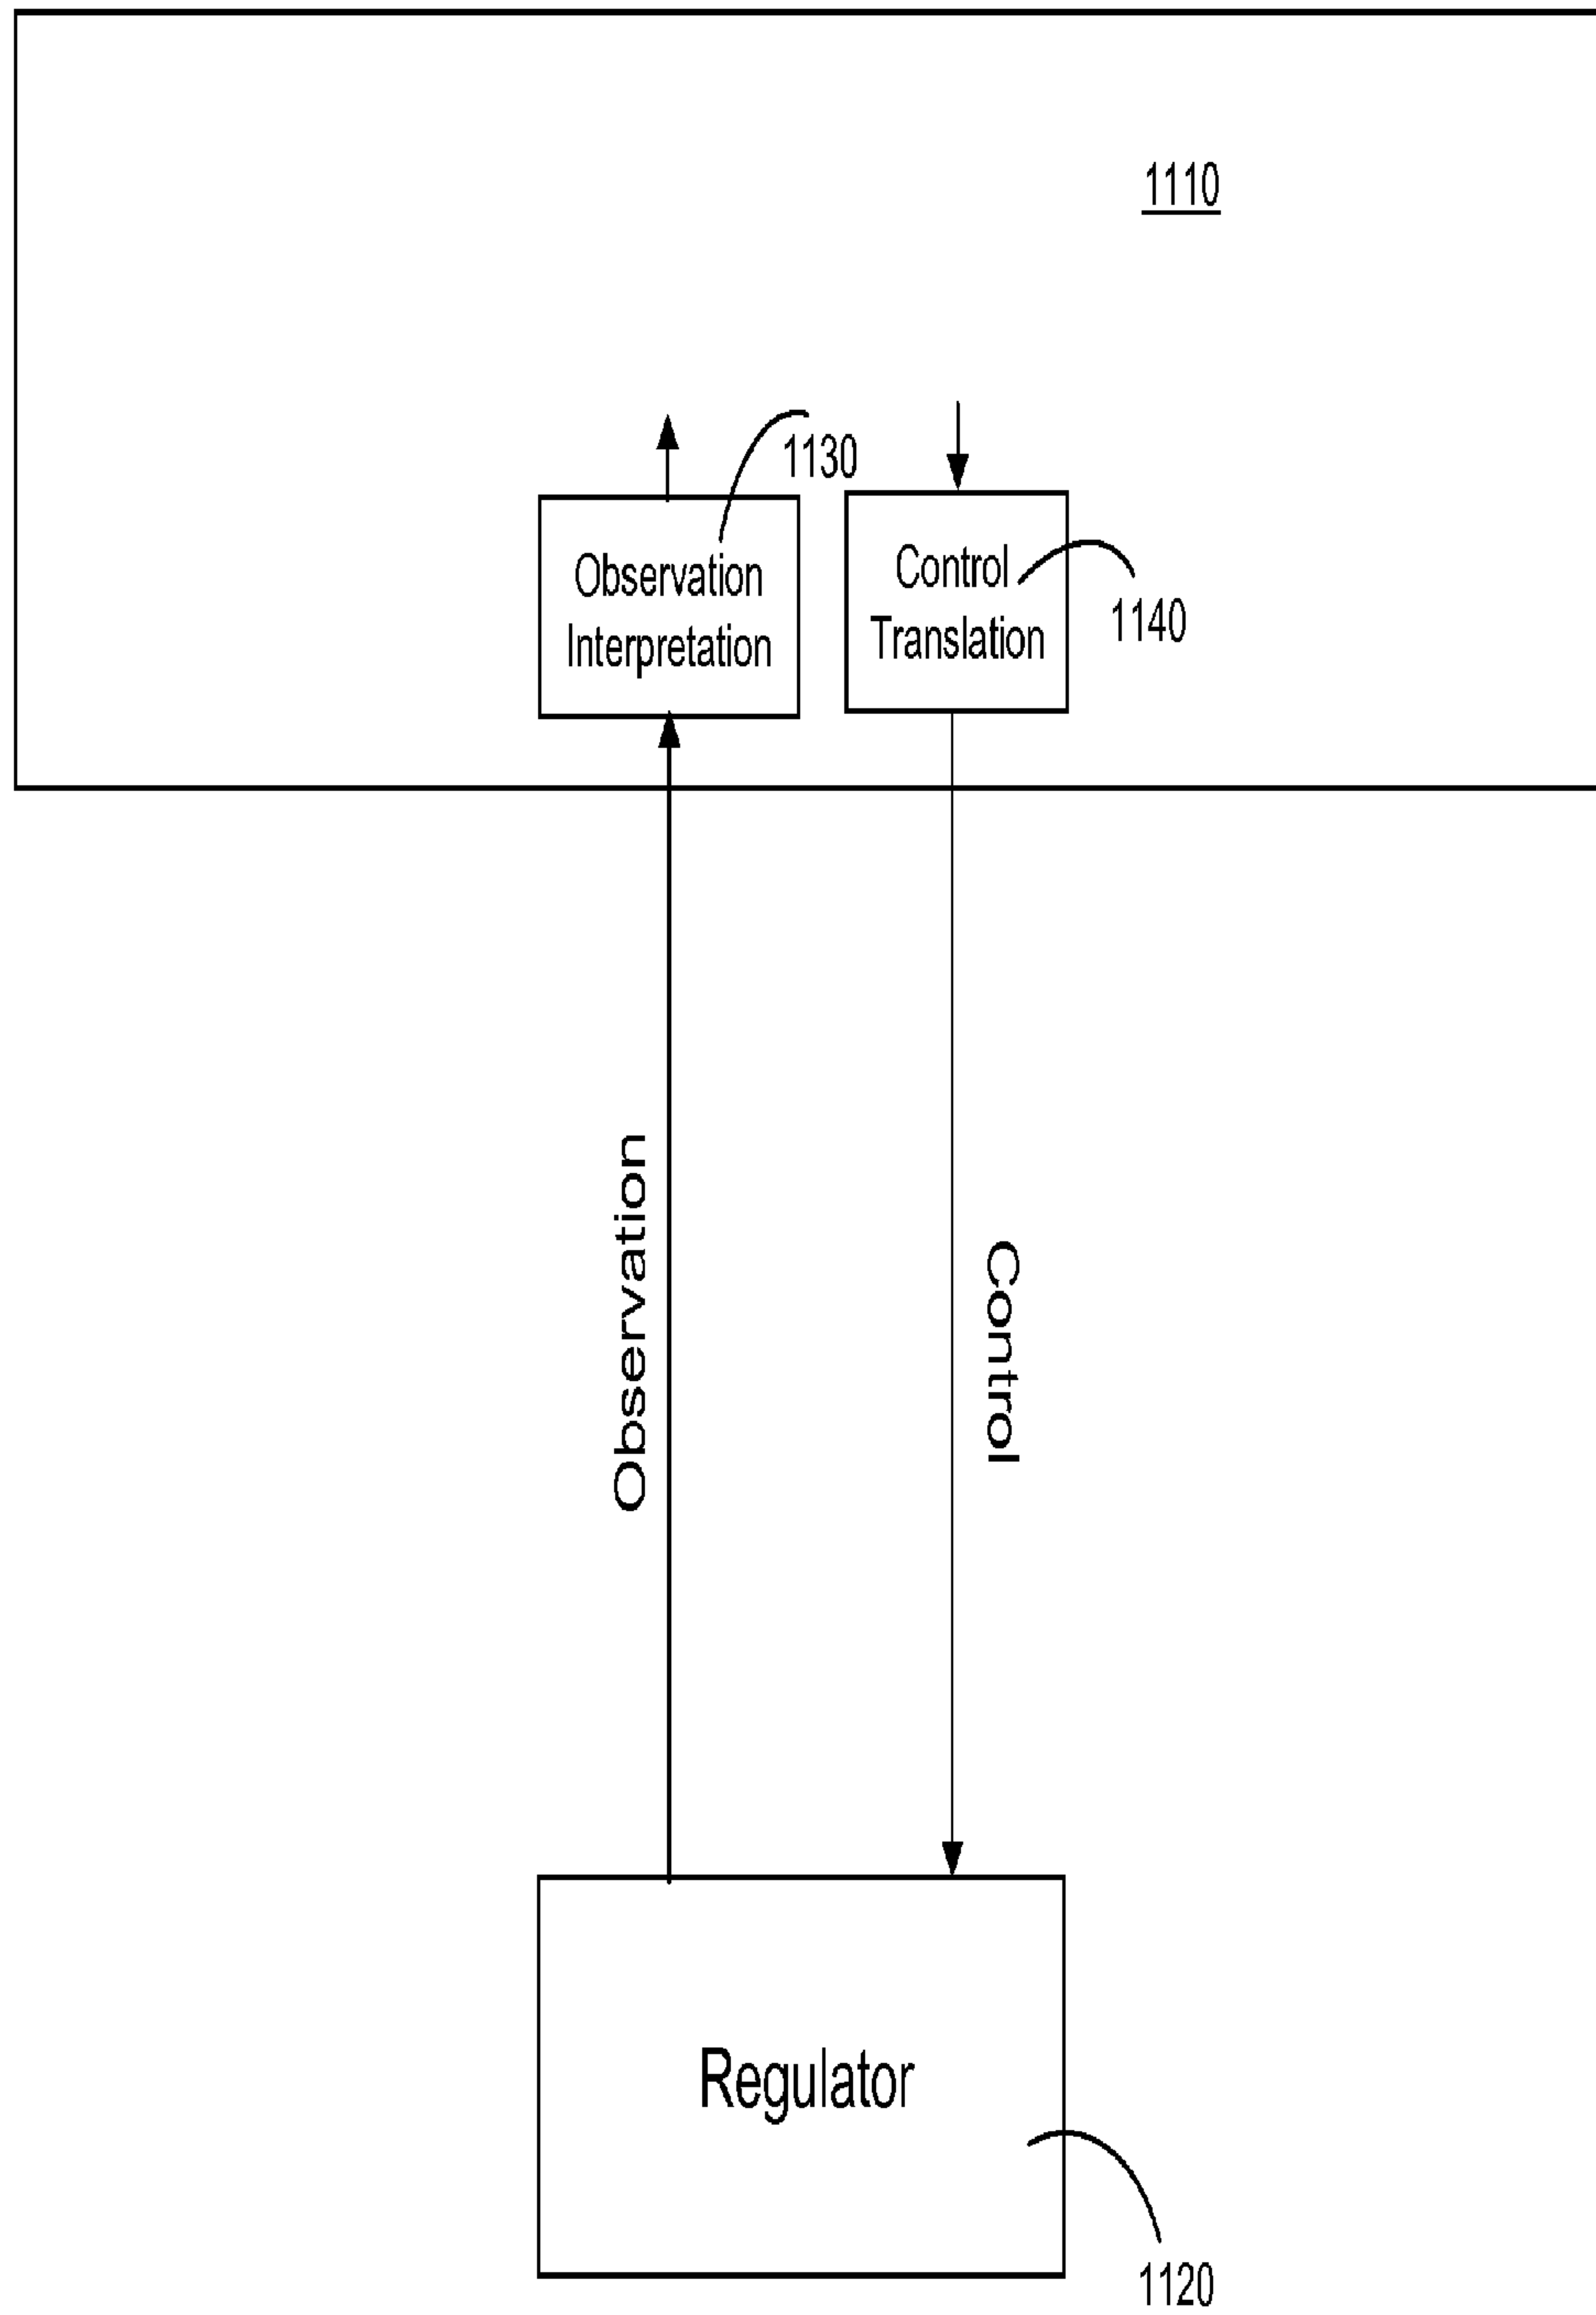 1110
1130
Observation
Interpretation
Control
Translation
1140
Observation
Control
Regulator
1120